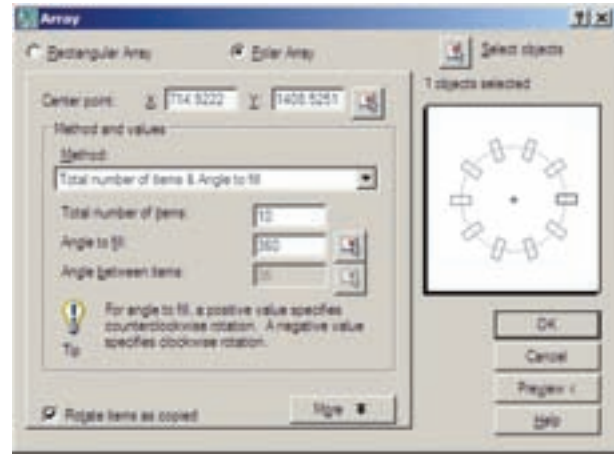 Array
Rectangular Array
Polar Array
Select objects
1 objects selected
Center point: X: 714.5222 Y: 1408.5251
Method and values
Method:
Total number of items & Angle to fill
Total number of items: 10
Angle to fill: 360
Angle between items:
Tip
For angle to fill, a positive value specifies
counterclockwise rotation. A negative value
specifies clockwise rotation.
Rotate items as copied
More
OK
Cancel
Preview <
Help